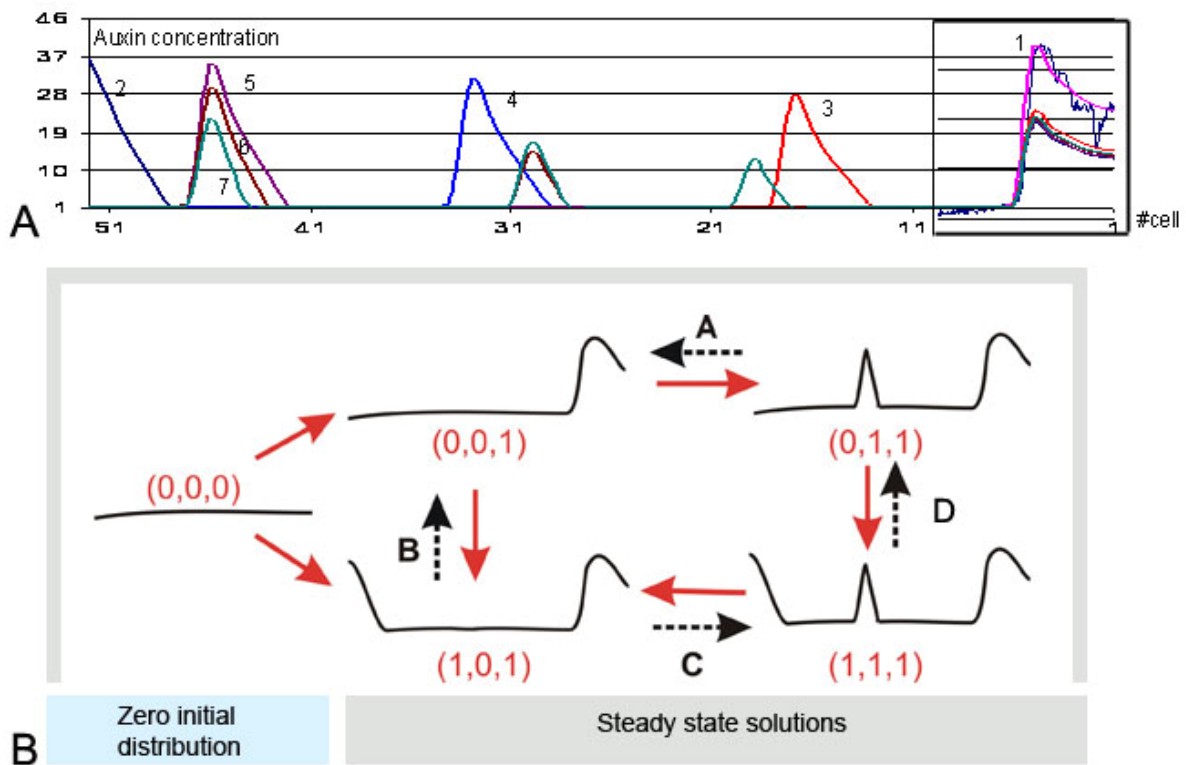 46
37
28
19
10
1
Auxin concentration
2
5
6
7
4
3
1
A
51
41
31
21
11
1
#cell
A
(0,0,1)
(0,1,1)
(0,0,0)
B
D
C
(1,0,1)
(1,1,1)
B
Zero initial
distribution
Steady state solutions